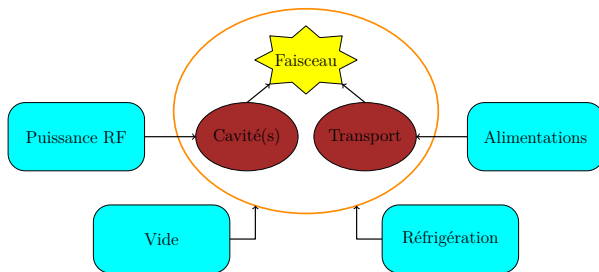 Faisceau
Puissance RF
Cavité(s)
Transport
Alimentations
Vide
Réfrigération